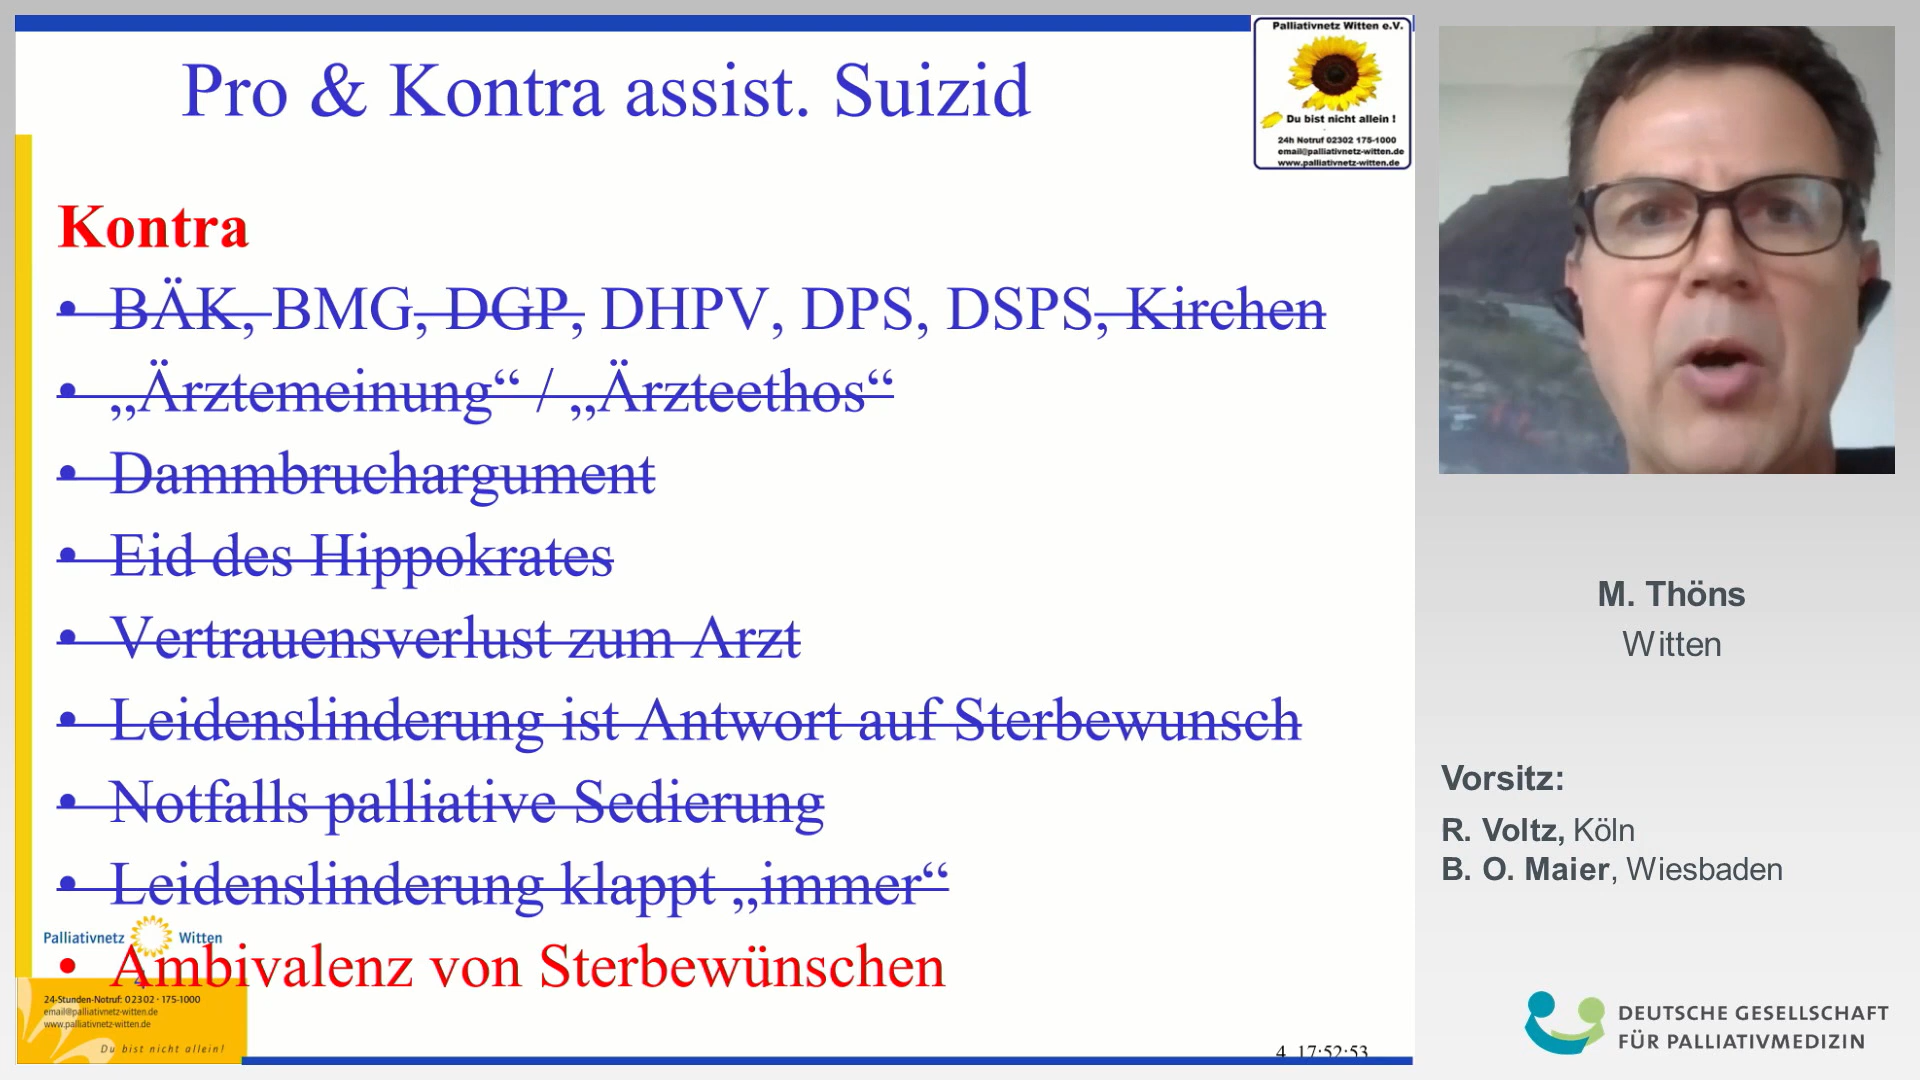 Pro & Kontra assist. Suizid
Palliativnetz Witten e.V.
Du bist nicht allein !
24h Notruf 02302 175-1000
email@palliativnetz-witten.de
www.palliativnetz-witten.de
Kontra
• BÄK, BMG, DGP, DHPV, DPS, DSPS, Kirchen
• „Ärztemeinung“ / „Ärzteethos“
• Dammbruchargument
• Eid des Hippokrates
• Vertrauensverlust zum Arzt
• Leidenslinderung ist Antwort auf Sterbewunsch
• Notfalls palliative Sedierung
• Leidenslinderung klappt „immer“
Palliativnetz Witten
• Ambivalenz von Sterbewünschen
4
24-Stunden-Notruf: 02302 · 175-1000
email@palliativnetz-witten.de
www.palliativnetz-witten.de
Du bist nicht allein!
4 17:52:53
M. Thöns
Witten
Vorsitz:
R. Voltz, Köln
B. O. Maier, Wiesbaden
DEUTSCHE GESELLSCHAFT
FÜR PALLIATIVMEDIZIN